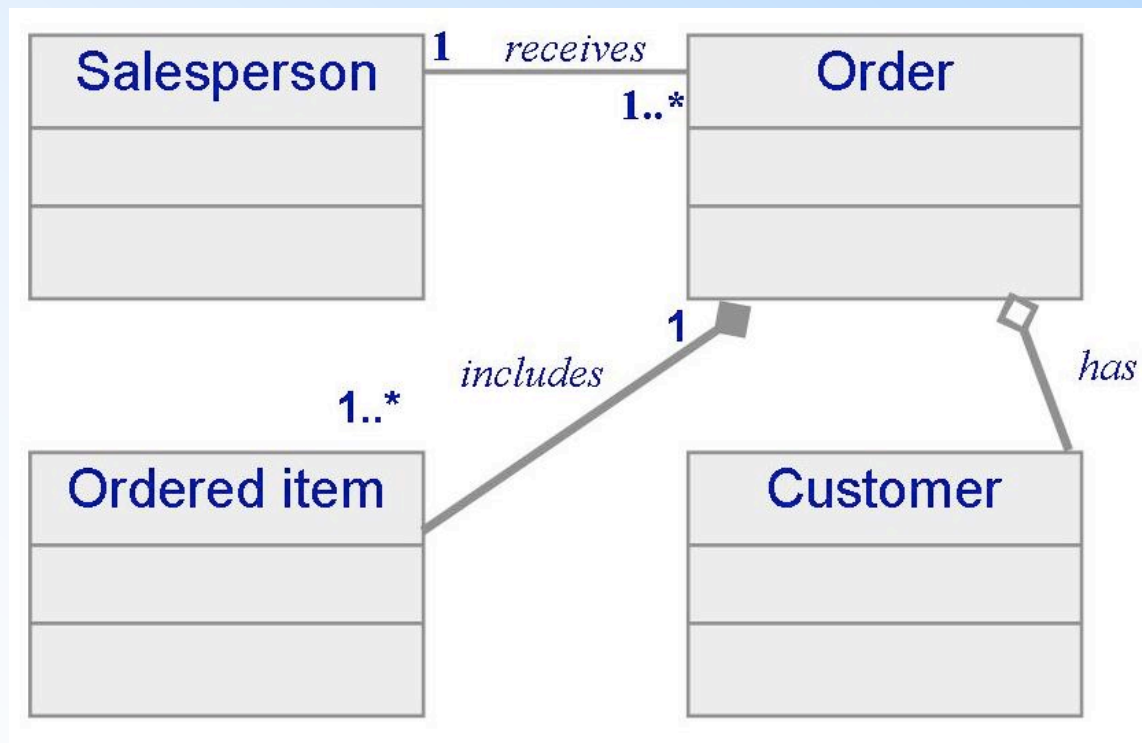 Salesperson
1
receives
1..*
Order
1
includes
1..*
has
Ordered item
Customer